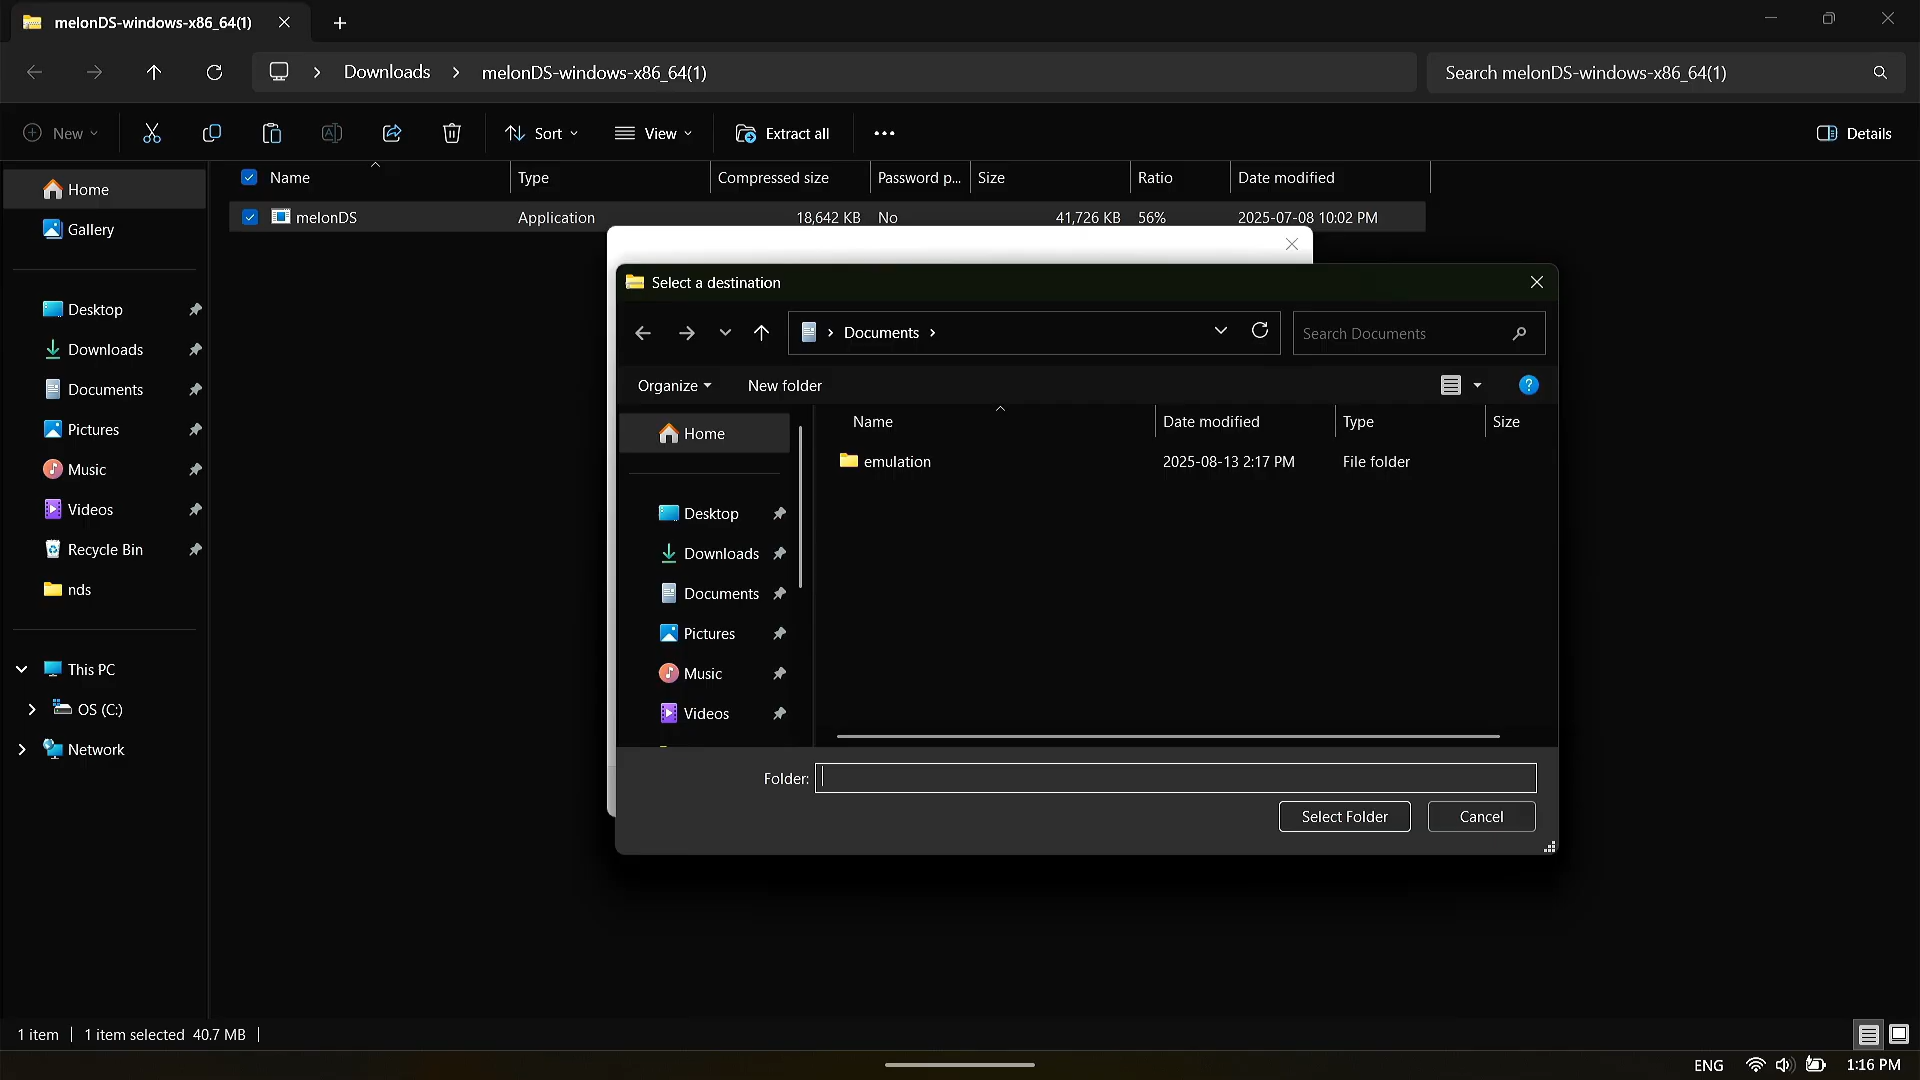 melonDS-windows-x86_64(1)
Downloads
melonDS-windows-x86_64(1)
Search melonDS-windows-x86_64(1)
New
Sort
View
Extract all
Details
Name
Type
Compressed size
Password p...
Size
Ratio
Date modified
melonDS
Application
18,642 KB
No
41,726 KB
56%
2025-07-08 10:02 PM
Home
Gallery
Desktop
Downloads
Documents
Pictures
Music
Videos
Recycle Bin
nds
This PC
OS (C:)
Network
Select a destination
Documents
Search Documents
Organize
New folder
?
Home
Desktop
Downloads
Documents
Pictures
Music
Videos
Name
Date modified
Type
Size
emulation
2025-08-13 2:17 PM
File folder
Folder:
Select Folder
Cancel
1 item
1 item selected 40.7 MB
ENG
1:16 PM